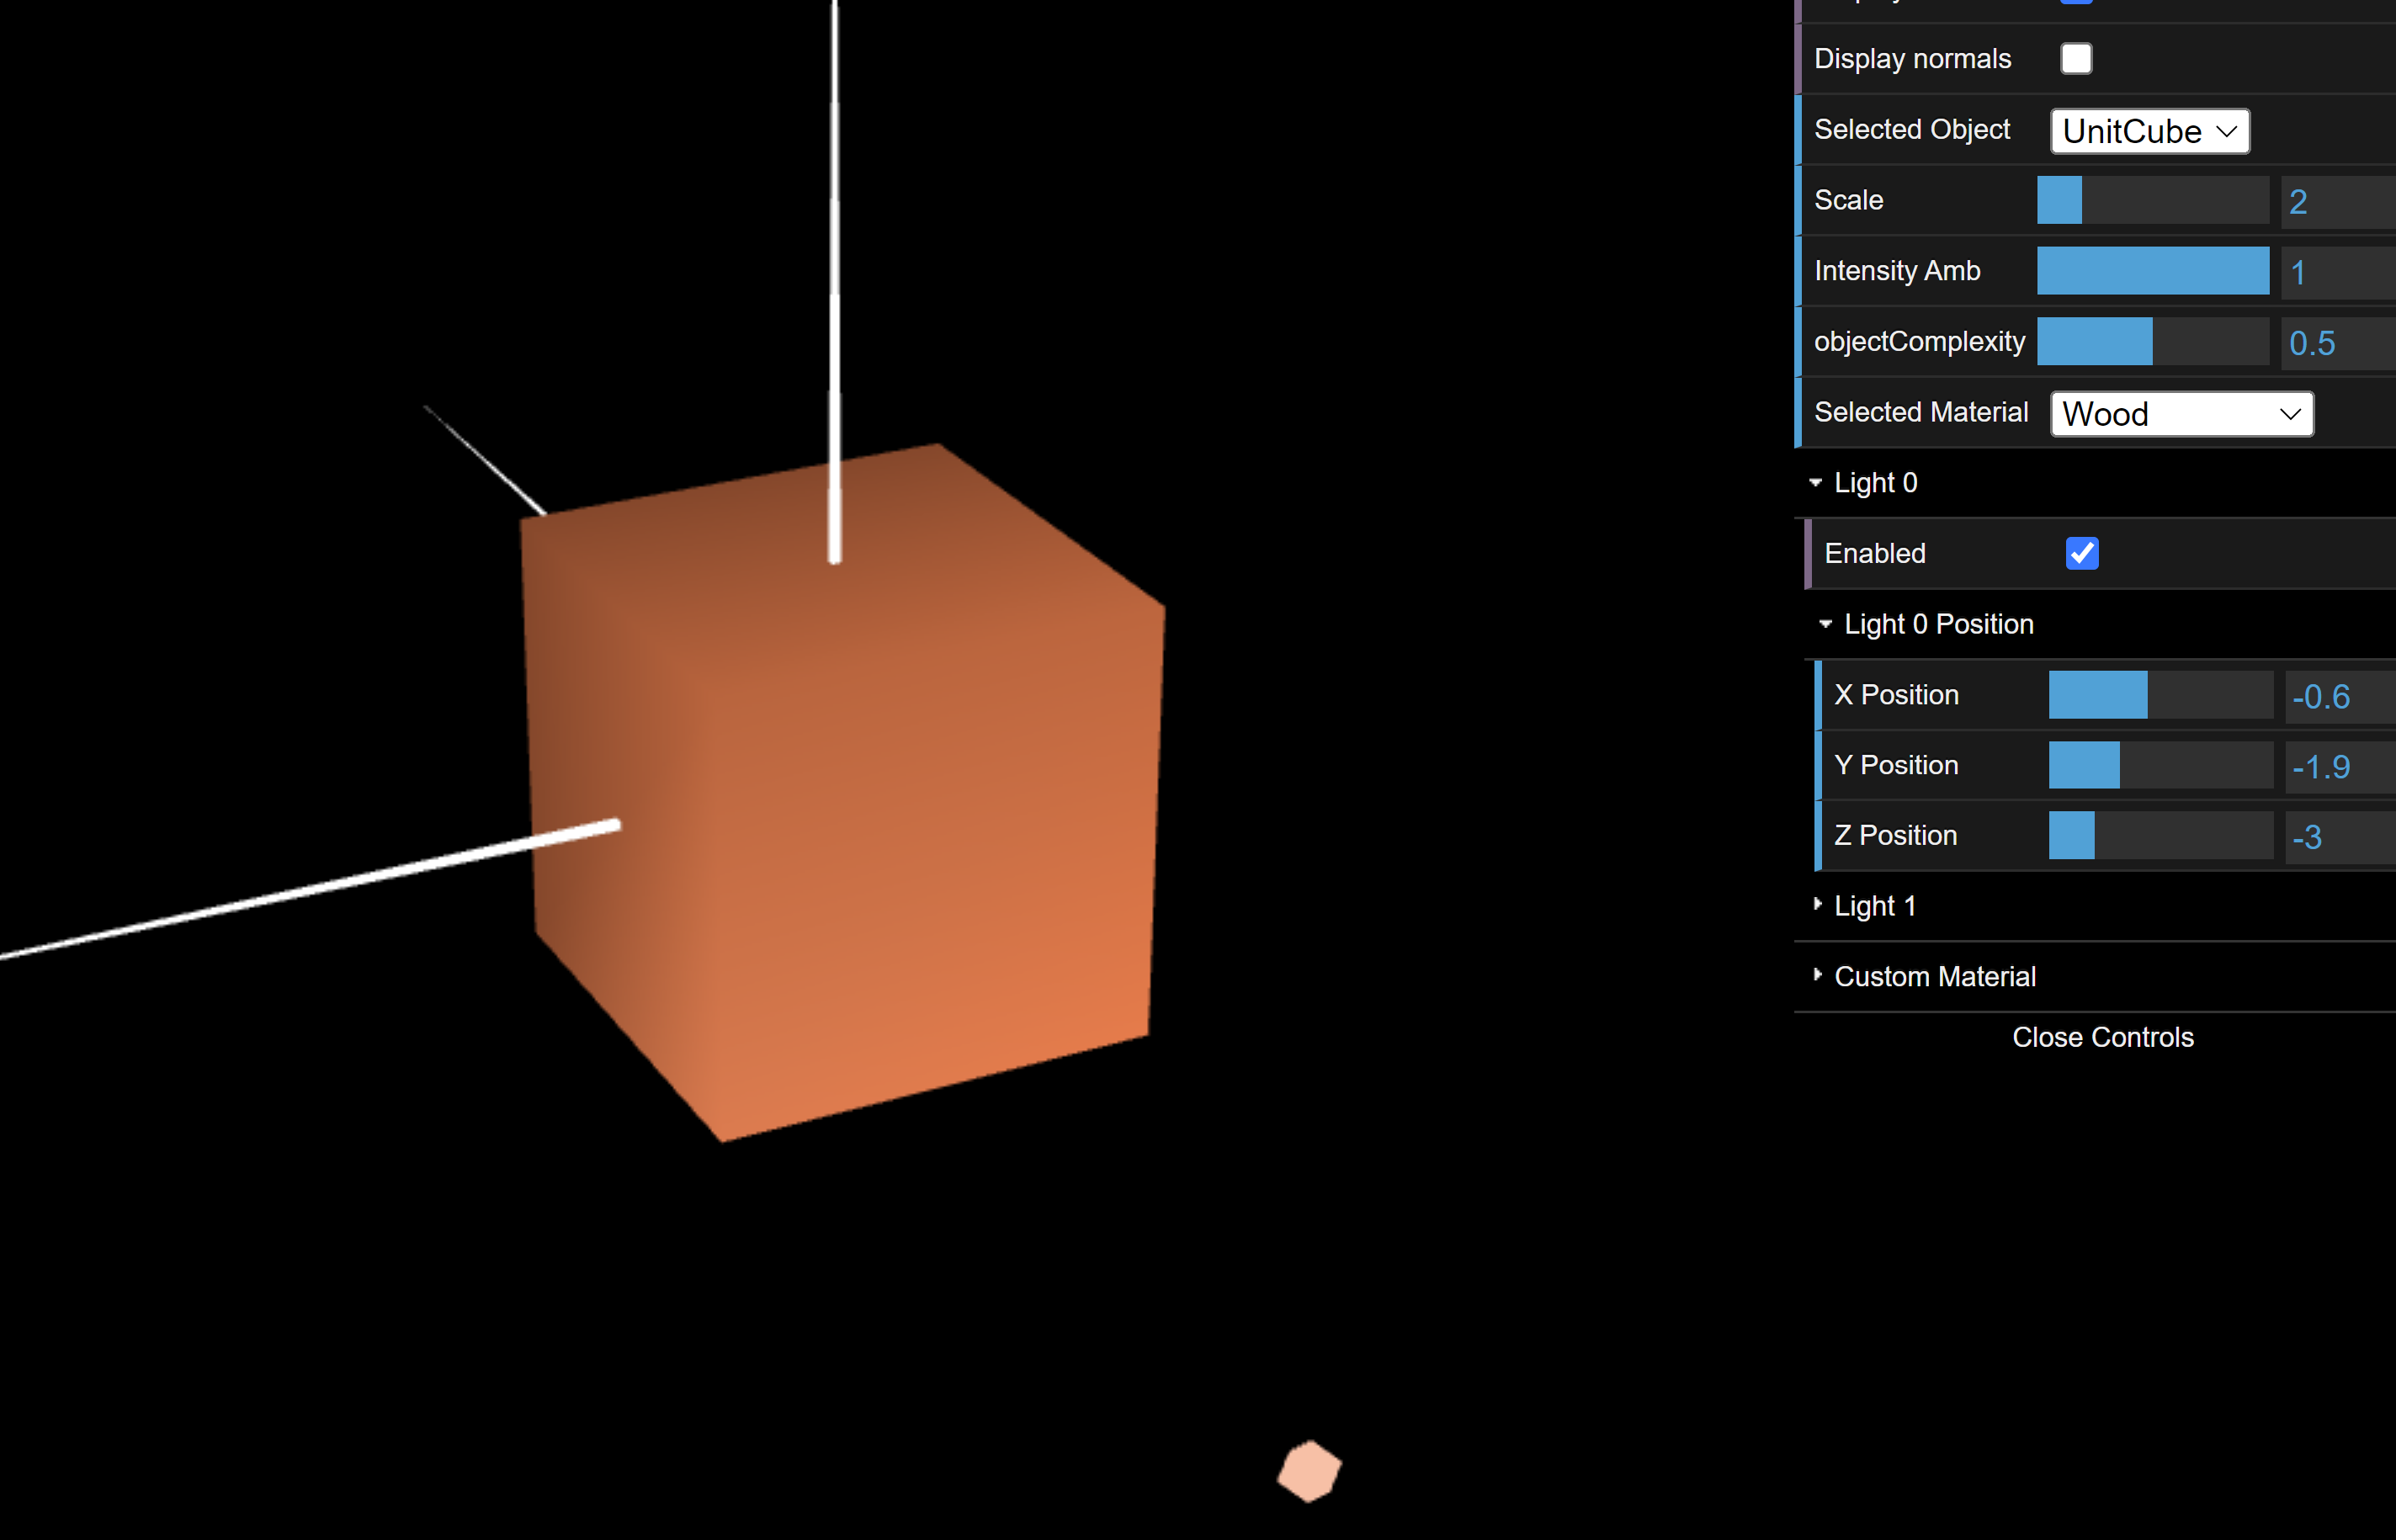 Display normals
Selected Object UnitCube
Scale 2
Intensity Amb 1
objectComplexity 0.5
Selected Material Wood
Light 0
Enabled
Light 0 Position
X Position -0.6
Y Position -1.9
Z Position -3
Light 1
Custom Material
Close Controls